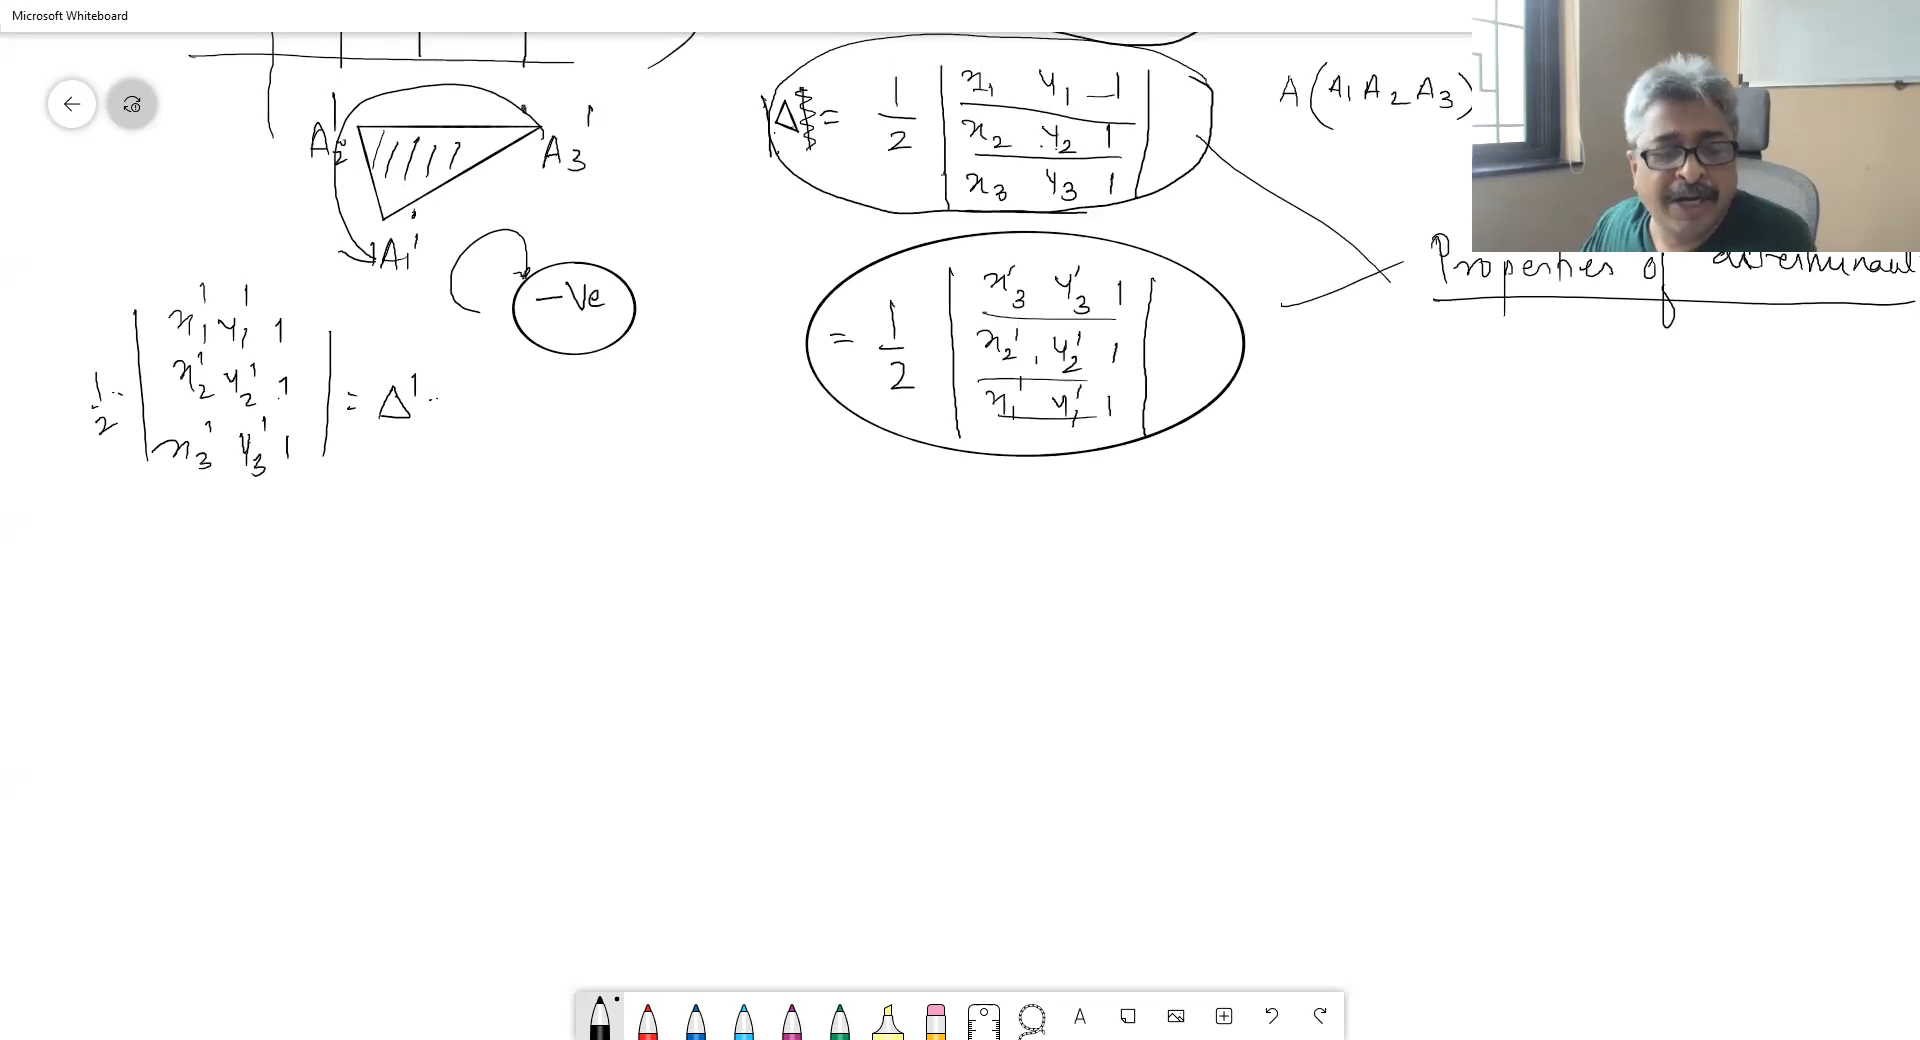 Microsoft Whiteboard
Δ = 1/2 | x₁ y₁ 1 |
| x₂ y₂ 1 |
| x₃ y₃ 1 |
A(A₁ A₂ A₃)
A₂' A₃'
A₁'
-Ve
Properties of
= 1/2 | x₃' y₃' 1 |
| x₂' y₂' 1 |
| x₁' y₁' 1 |
1/2 | x₁' y₁' 1 |
| x₂' y₂' 1 | = Δ'
| x₃' y₃' 1 |
A